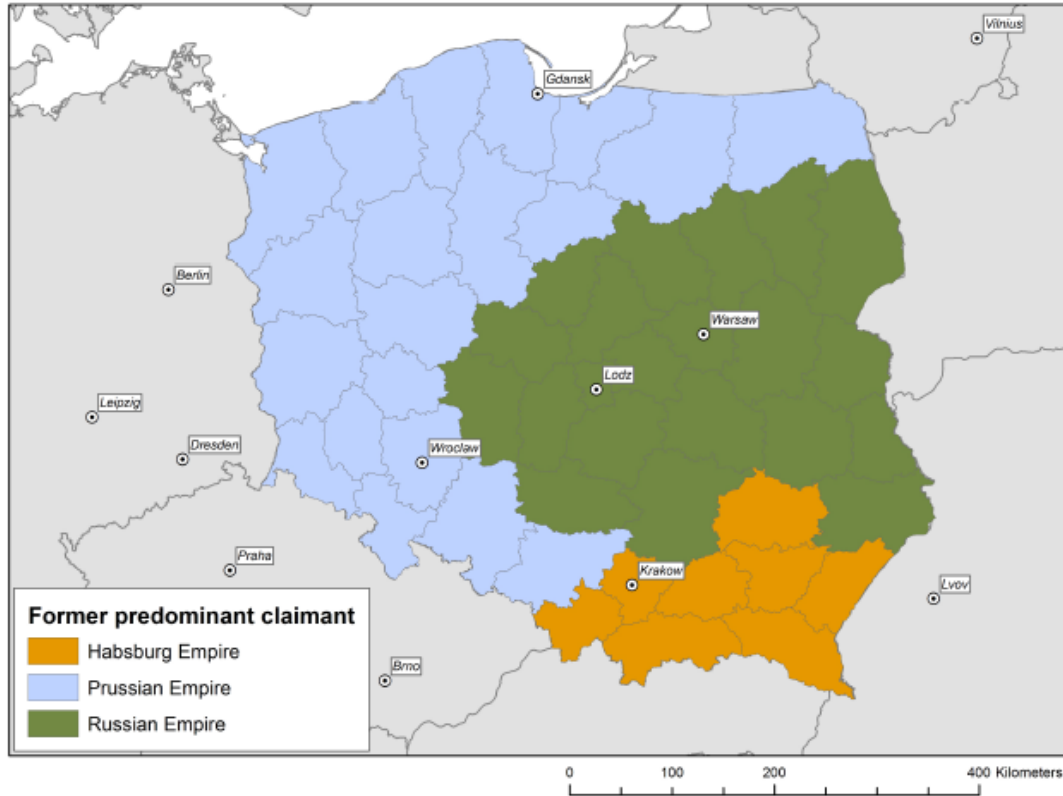 Vilnius
Gdansk
Berlin
Warsaw
Lodz
Leipzig
Dresden
Wroclaw
Praha
Krakow
Lvov
Brno
Former predominant claimant
Habsburg Empire
Prussian Empire
Russian Empire
0 100 200 400 Kilometers